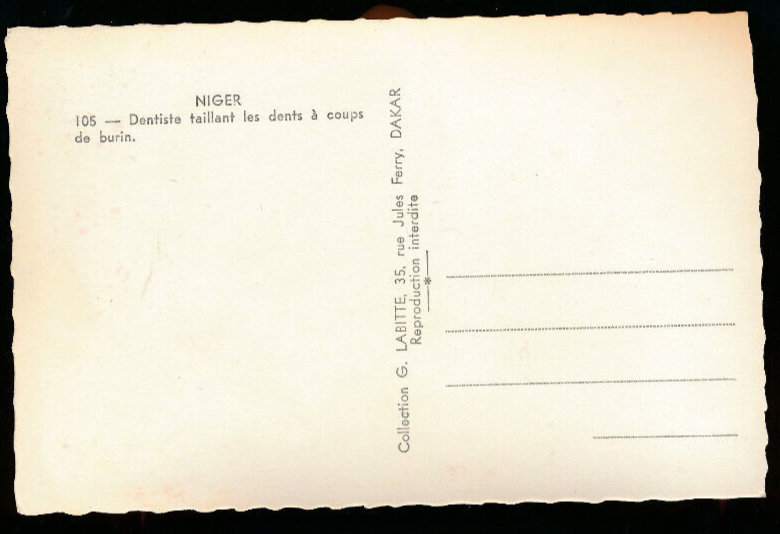 NIGER
105 — Dentiste taillant les dents à coups
de burin.
Collection G. LABITTE, 35, rue Jules Ferry, DAKAR
Reproduction interdite